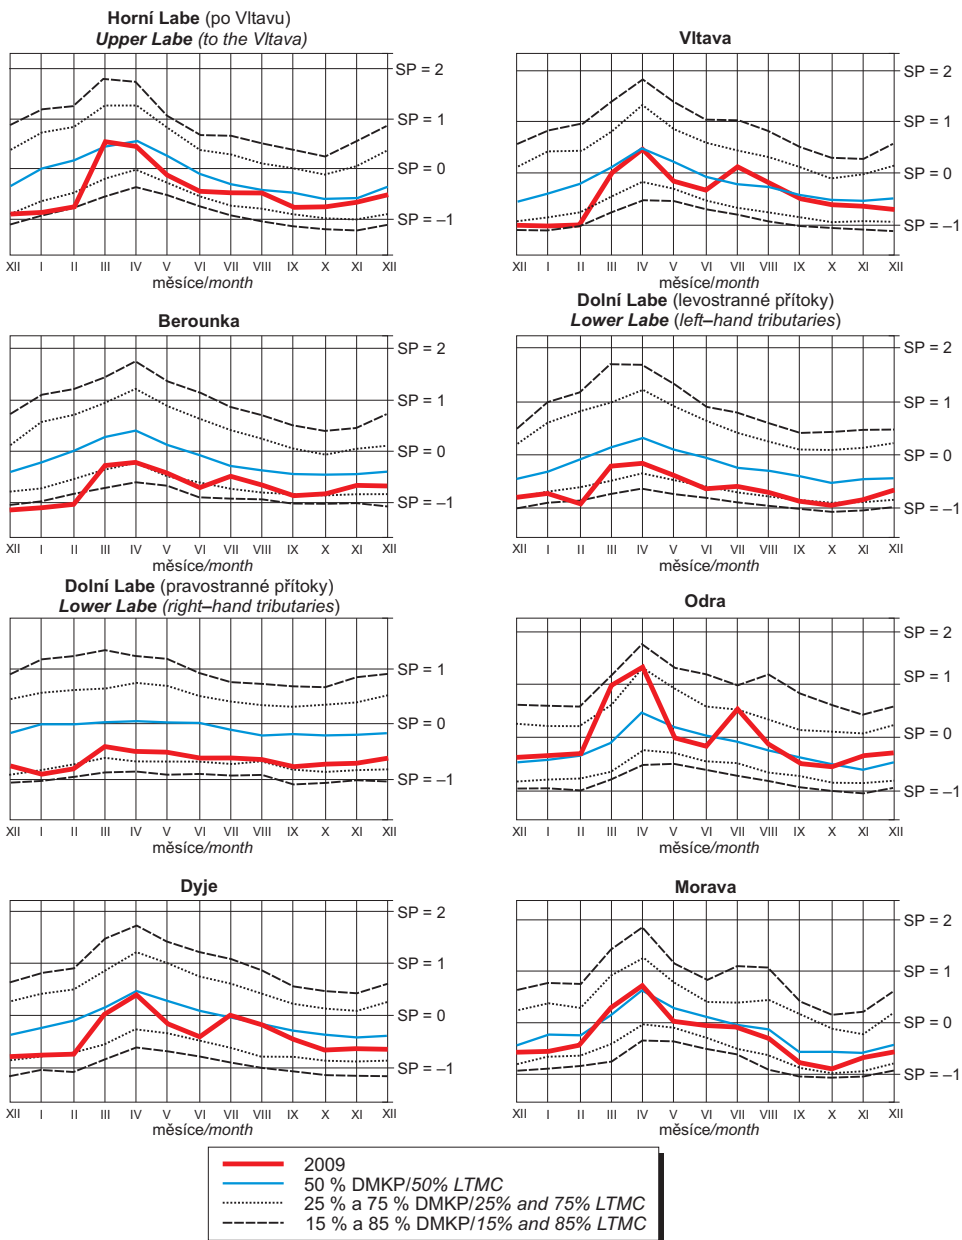 Horní Labe (po Vltavu)
Upper Labe (to the Vltava)
SP = 2
SP = 1
SP = 0
SP = –1
XII I II III IV V VI VII VIII IX X XI XII
měsíce/month
Vltava
SP = 2
SP = 1
SP = 0
SP = –1
XII I II III IV V VI VII VIII IX X XI XII
měsíce/month
Berounka
SP = 2
SP = 1
SP = 0
SP = –1
XII I II III IV V VI VII VIII IX X XI XII
měsíce/month
Dolní Labe (levostranné přítoky)
Lower Labe (left–hand tributaries)
SP = 2
SP = 1
SP = 0
SP = –1
XII I II III IV V VI VII VIII IX X XI XII
měsíce/month
Dolní Labe (pravostranné přítoky)
Lower Labe (right–hand tributaries)
SP = 1
SP = 0
SP = –1
XII I II III IV V VI VII VIII IX X XI XII
měsíce/month
Odra
SP = 2
SP = 1
SP = 0
SP = –1
XII I II III IV V VI VII VIII IX X XI XII
měsíce/month
Dyje
SP = 2
SP = 1
SP = 0
SP = –1
XII I II III IV V VI VII VIII IX X XI XII
měsíce/month
Morava
SP = 2
SP = 1
SP = 0
SP = –1
XII I II III IV V VI VII VIII IX X XI XII
měsíce/month
2009
50 % DMKP/50% LTMC
25 % a 75 % DMKP/25% and 75% LTMC
15 % a 85 % DMKP/15% and 85% LTMC